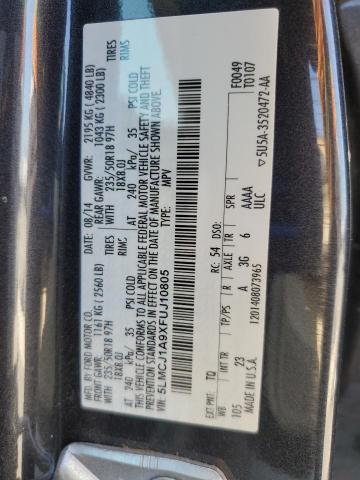 MFD. BY FORD MOTOR CO.
DATE: 08/14 GVWR: 2195 KG ( 4840 LB)
FRONT GAWR: 1161 KG ( 2560 LB) REAR GAWR: 1043 KG ( 2300 LB)
WITH 235/50R18 97H TIRES WITH 235/50R18 97H TIRES
18X8.0J RIMS 18X8.0J RIMS
AT 240 kPa/ 35 PSI COLD AT 240 kPa/ 35 PSI COLD
THIS VEHICLE CONFORMS TO ALL APPLICABLE FEDERAL MOTOR VEHICLE SAFETY AND THEFT
PREVENTION STANDARDS IN EFFECT ON THE DATE OF MANUFACTURE SHOWN ABOVE.
VIN: 5LMCJ1A9XFUJ10805
TYPE: MPV
F0049
T0107
EXT PNT: TQ RC: 54 DSO:
WB INT TR TP/PS R AXLE TR SPR
105 23 A 3G 6 AAAA
ULC
MADE IN U.S.A. 1201408073965 ▽5U5A-3520472-AA